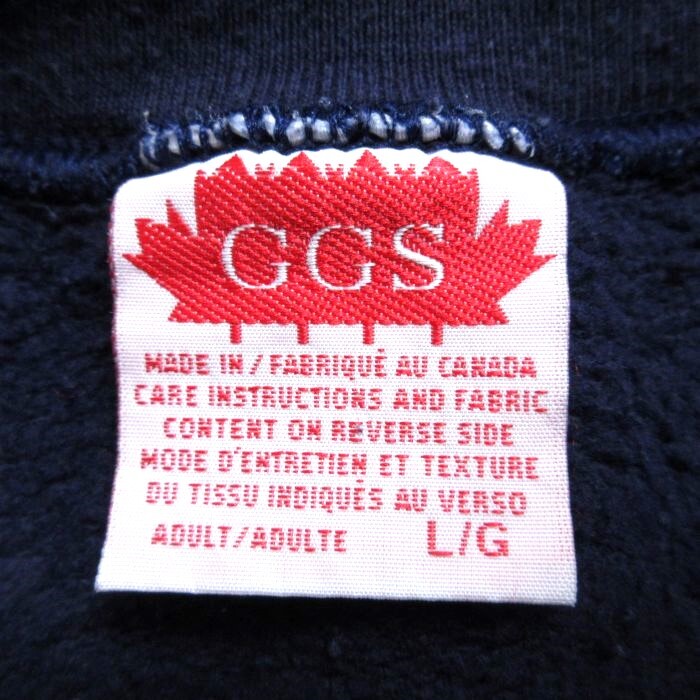 GGS
MADE IN / FABRIQUÉ AU CANADA
CARE INSTRUCTIONS AND FABRIC
CONTENT ON REVERSE SIDE
MODE D'ENTRETIEN ET TEXTURE
DU TISSU INDIQUÉS AU VERSO
ADULT/ADULTE L/G